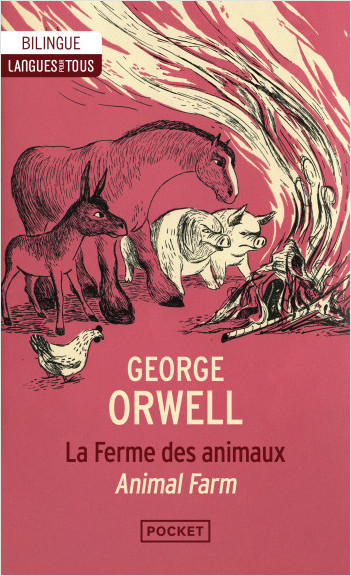 BILINGUE
LANGUES POUR TOUS
GEORGE
ORWELL
La Ferme des animaux
Animal Farm
POCKET